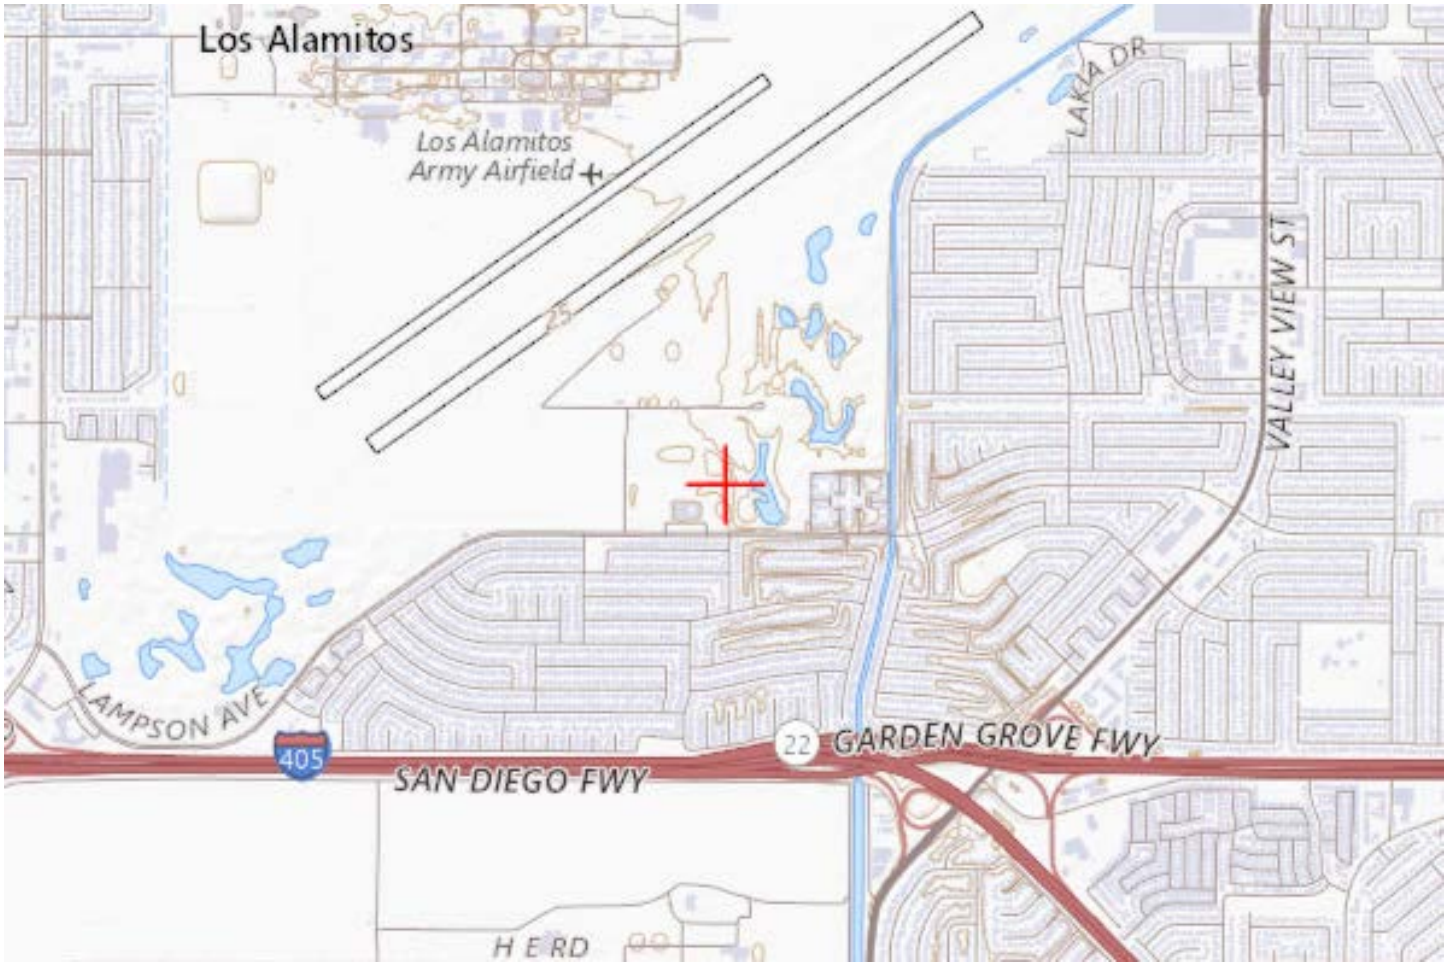 Los Alamitos
LAKIA DR
Los Alamitos
Army Airfield
VALLEY VIEW ST
25
LAMPSON AVE
405
22
GARDEN GROVE FWY
SAN DIEGO FWY
H E RD